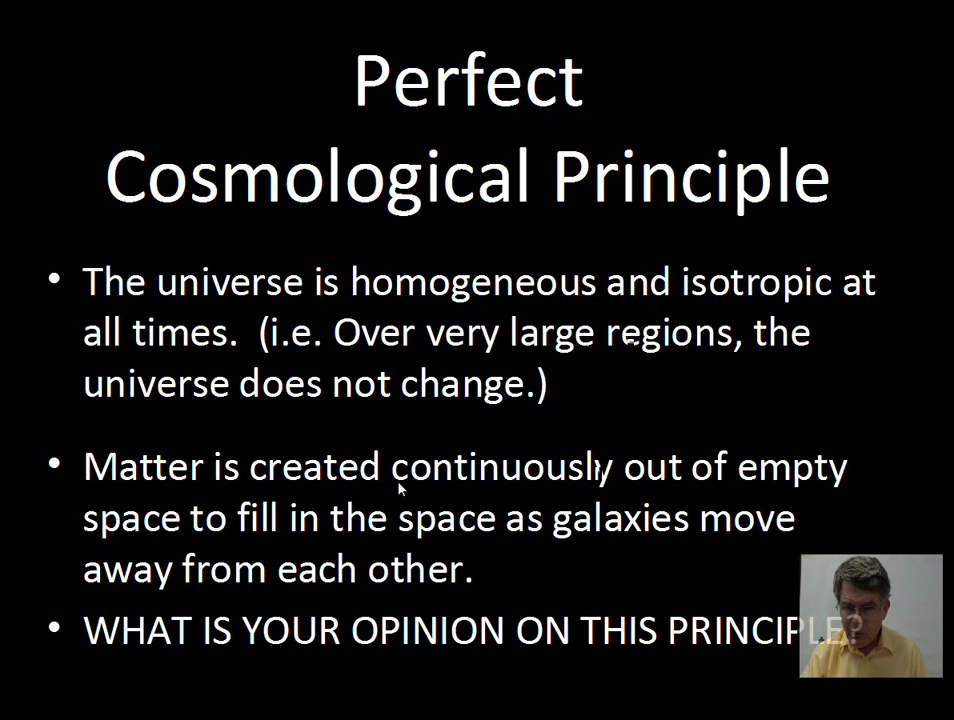 Perfect
Cosmological Principle
• The universe is homogeneous and isotropic at
all times. (i.e. Over very large regions, the
universe does not change.)
• Matter is created continuously out of empty
space to fill in the space as galaxies move
away from each other.
• WHAT IS YOUR OPINION ON THIS PRINCIPLE?